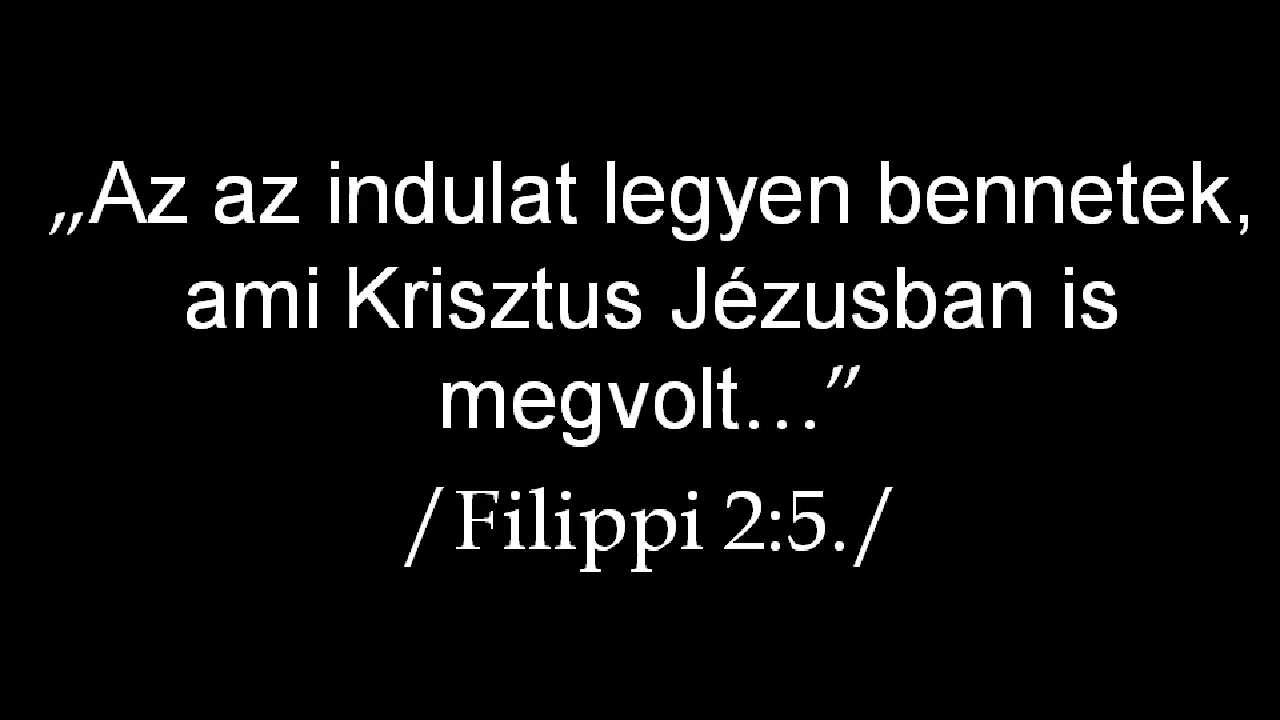 „Az az indulat legyen bennetek,
ami Krisztus Jézusban is
megvolt…”
/Filippi 2:5./